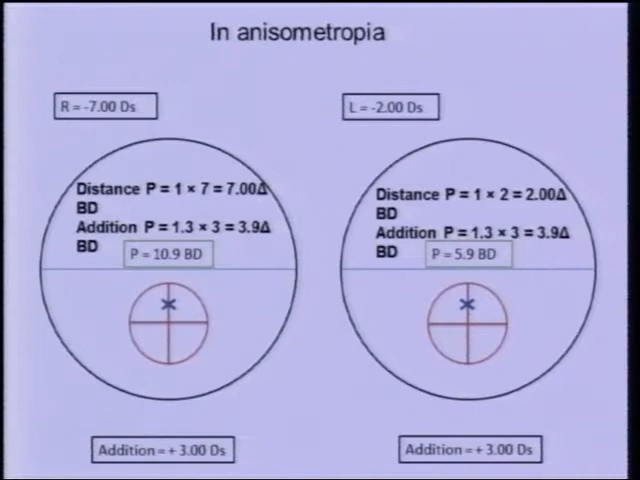 In anisometropia
R = -7.00 Ds
L = -2.00 Ds
Distance P = 1 × 7 = 7.00Δ
BD
Addition P = 1.3 × 3 = 3.9Δ
BD
P = 10.9 BD
Distance P = 1 × 2 = 2.00Δ
BD
Addition P = 1.3 × 3 = 3.9Δ
BD
P = 5.9 BD
Addition = + 3.00 Ds
Addition = + 3.00 Ds